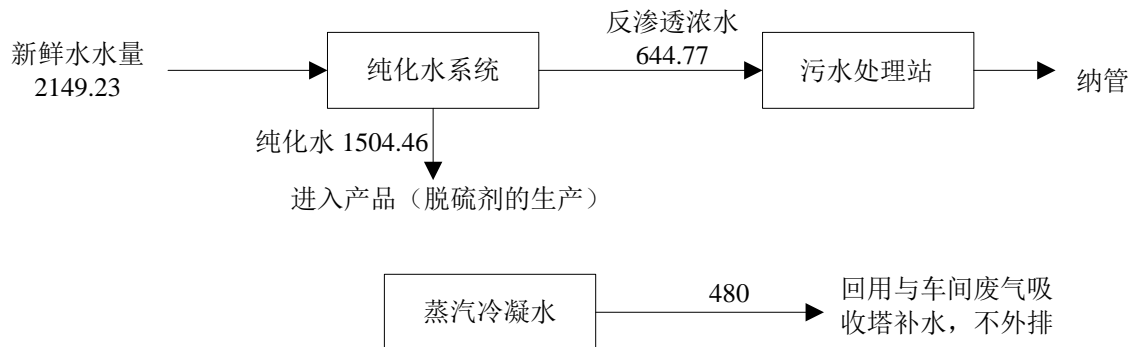 反渗透浓水
新鲜水水量
644.77
2149.23
纯化水系统
污水处理站
纳管
纯化水 1504.46
进入产品（脱硫剂的生产）
蒸汽冷凝水
480
回用与车间废气吸
收塔补水，不外排